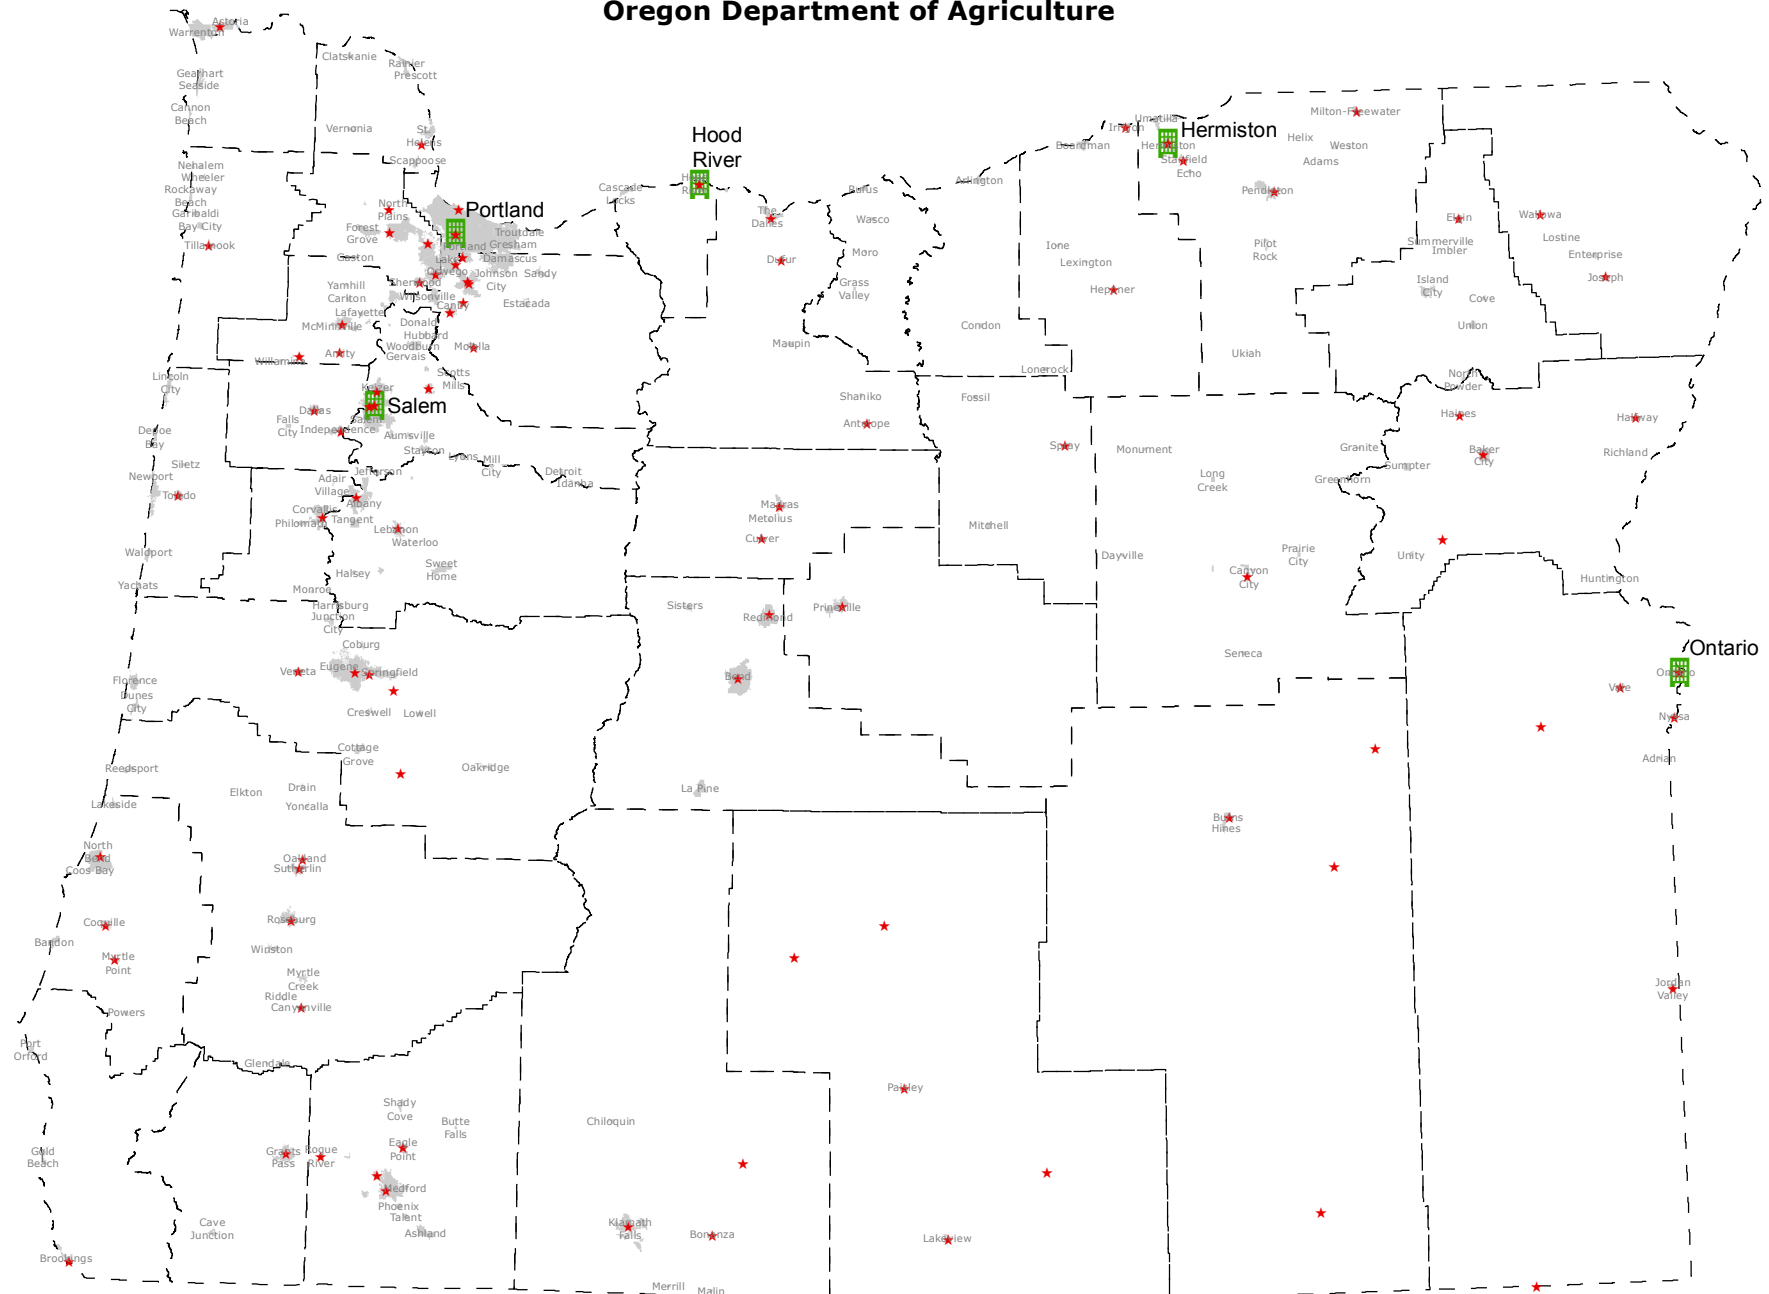 Oregon Department of Agriculture
Astoria
Warrenton
Clatskanie
Rainier
Prescott
Gearhart
Seaside
Cannon
Beach
Vernonia
St.
Helens
Scappoose
Nehalem
Wheeler
Rockaway
Beach
Garibaldi
Bay City
Tillamook
North
Plains
Forest
Grove
Gaston
Portland
Portland
Troutdale
Gresham
Damascus
Lake
Oswego
Johnson
City
Sandy
Sherwood
Wilsonville
Canby
Estacada
Yamhill
Carlton
Lafayette
McMinnville
Donald
Hubbard
Woodburn
Gervais
Molalla
Amity
Willamina
Scotts
Mills
Lincoln
City
Keizer
Salem
Salem
Dallas
Falls
City
Independence
Aumsville
Stayton
Lyons
Mill
City
Detroit
Idanha
Depoe
Bay
Siletz
Newport
Toledo
Jefferson
Adair
Village
Albany
Corvallis
Philomath
Tangent
Lebanon
Waterloo
Sweet
Home
Halsey
Waldport
Yachats
Monroe
Harrisburg
Junction
City
Coburg
Eugene
Springfield
Veneta
Florence
Dunes
City
Creswell
Lowell
Cottage
Grove
Oakridge
Reedsport
Lakeside
Elkton
Drain
Yoncalla
North
Bend
Coos Bay
Oakland
Sutherlin
Roseburg
Winston
Coquille
Bandon
Myrtle
Point
Myrtle
Creek
Riddle
Canyonville
Powers
Port
Orford
Glendale
Gold
Beach
Grants
Pass
Rogue
River
Shady
Cove
Butte
Falls
Eagle
Point
Medford
Phoenix
Talent
Ashland
Cave
Junction
Brookings
Hood
River
Hood
River
Cascade
Locks
The
Dalles
Dufur
Rufus
Wasco
Moro
Grass
Valley
Maupin
Shaniko
Antelope
Arlington
Condon
Lonerock
Fossil
Spray
Mitchell
Madras
Metolius
Culver
Sisters
Redmond
Prineville
Bend
La Pine
Chiloquin
Klamath
Falls
Bonanza
Merrill
Malin
Paisley
Lakeview
Boardman
Irrigon
Umatilla
Hermiston
Hermiston
Stanfield
Echo
Milton-Freewater
Helix
Weston
Adams
Pendleton
Pilot
Rock
Ione
Lexington
Heppner
Ukiah
Elgin
Summerville
Imbler
Island
City
Cove
Union
Wallowa
Lostine
Enterprise
Joseph
North
Powder
Haines
Halfway
Baker
City
Richland
Granite
Sumpter
Greenhorn
Monument
Long
Creek
Dayville
Prairie
City
Canyon
City
Unity
Huntington
Seneca
Ontario
Ontario
Vale
Nyssa
Adrian
Burns
Hines
Jordan
Valley